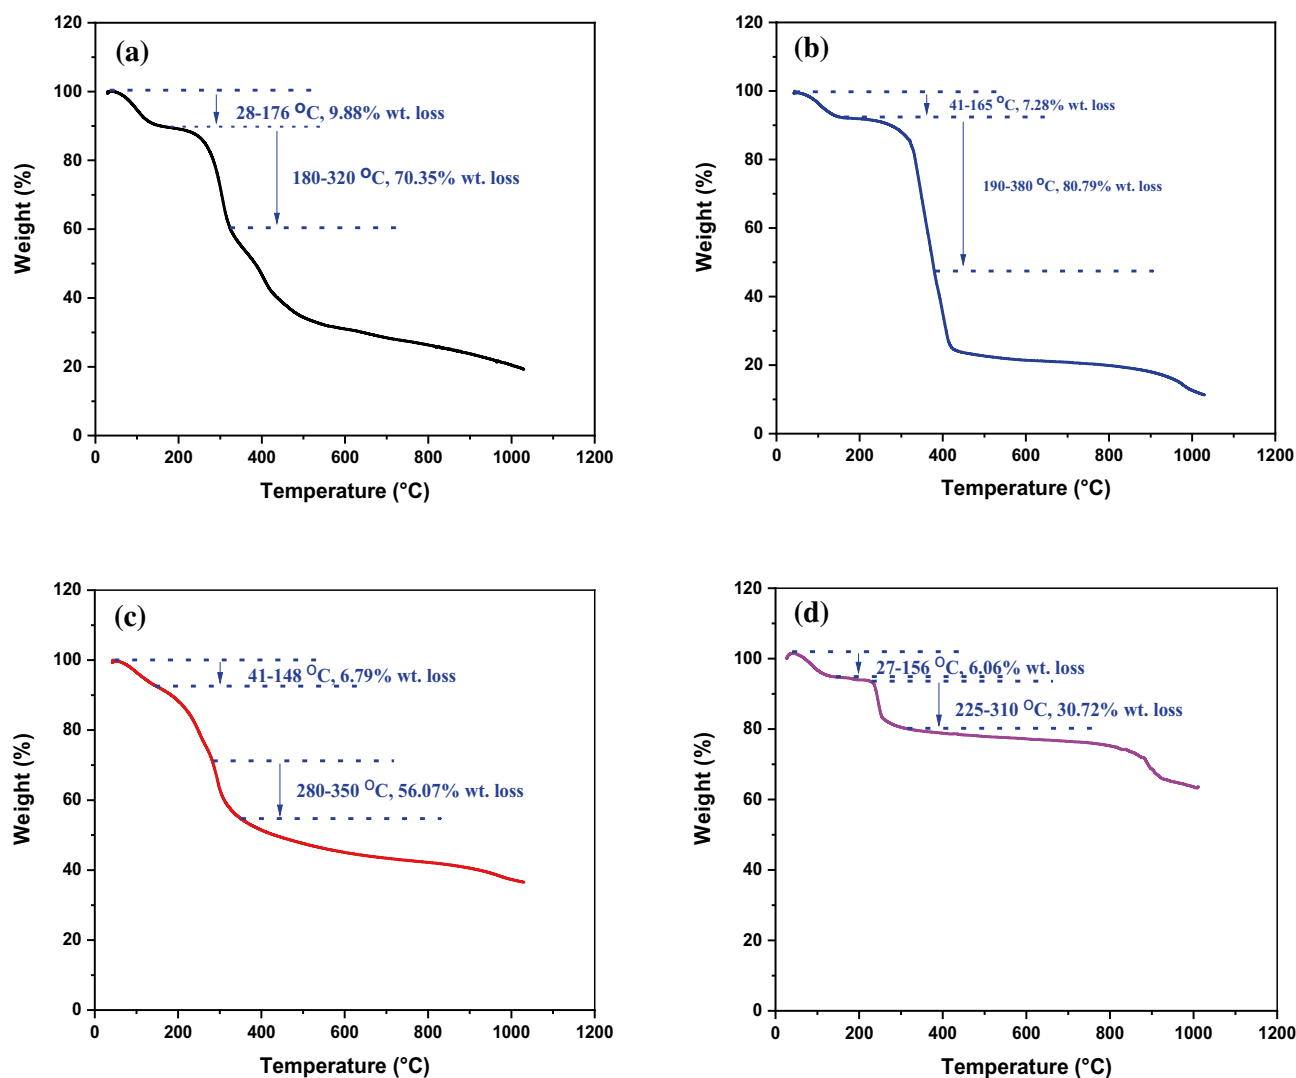 (a)
120
100
80
60
40
20
0
28-176 °C, 9.88% wt. loss
180-320 °C, 70.35% wt. loss
Weight (%)
0 200 400 600 800 1000 1200
Temperature (°C)
(b)
120
100
80
60
40
20
0
41-165 °C, 7.28% wt. loss
190-380 °C, 80.79% wt. loss
Weight (%)
0 200 400 600 800 1000 1200
Temperature (°C)
(c)
120
100
80
60
40
20
0
41-148 °C, 6.79% wt. loss
280-350 °C, 56.07% wt. loss
Weight (%)
0 200 400 600 800 1000 1200
Temperature (°C)
(d)
120
100
80
60
40
20
0
27-156 °C, 6.06% wt. loss
225-310 °C, 30.72% wt. loss
Weight (%)
0 200 400 600 800 1000 1200
Temperature (°C)